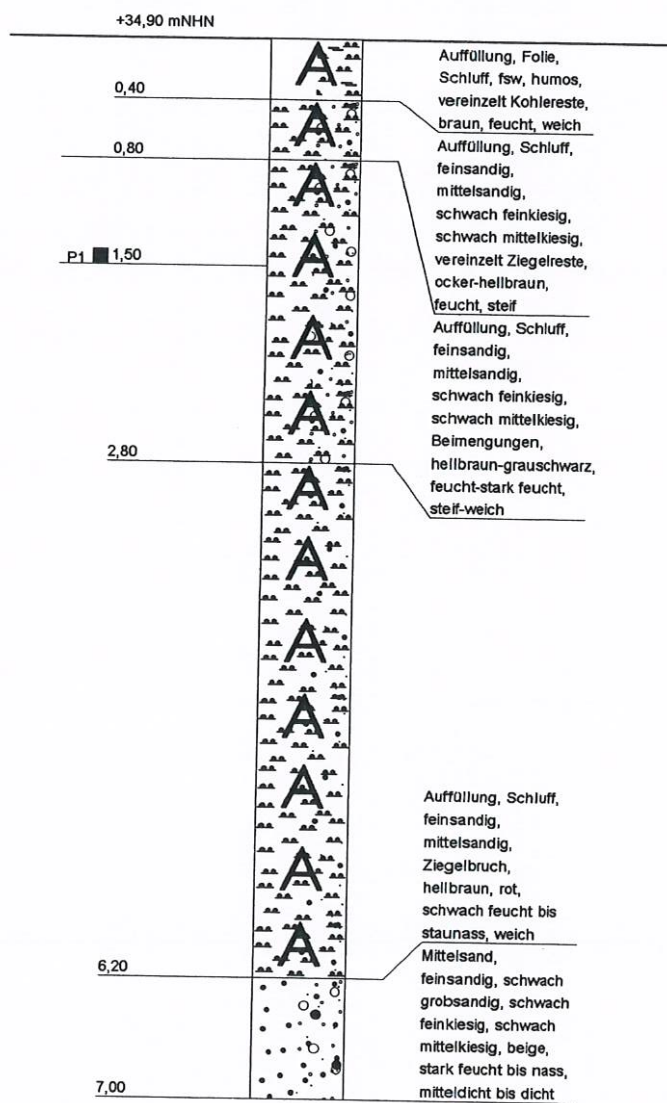 +34,90 mNHN
A
Auffüllung, Folie,
Schluff, fsw, humos,
vereinzelt Kohlereste,
braun, feucht, weich
0,40
A
Auffüllung, Schluff,
feinsandig,
mittelsandig,
schwach feinkiesig,
schwach mittelkiesig,
vereinzelt Ziegelreste,
ocker-hellbraun,
feucht, steif
0,80
A
A
P1 1,50
Auffüllung, Schluff,
feinsandig,
mittelsandig,
schwach feinkiesig,
schwach mittelkiesig,
Beimengungen,
hellbraun-grauschwarz,
feucht-stark feucht,
steif-weich
A
A
2,80
A
A
A
A
A
A
A
Auffüllung, Schluff,
feinsandig,
mittelsandig,
Ziegelbruch,
hellbraun, rot,
schwach feucht bis
staunass, weich
6,20
Mittelsand,
feinsandig, schwach
grobsandig, schwach
feinkiesig, schwach
mittelkiesig, beige,
stark feucht bis nass,
mitteldicht bis dicht
7,00